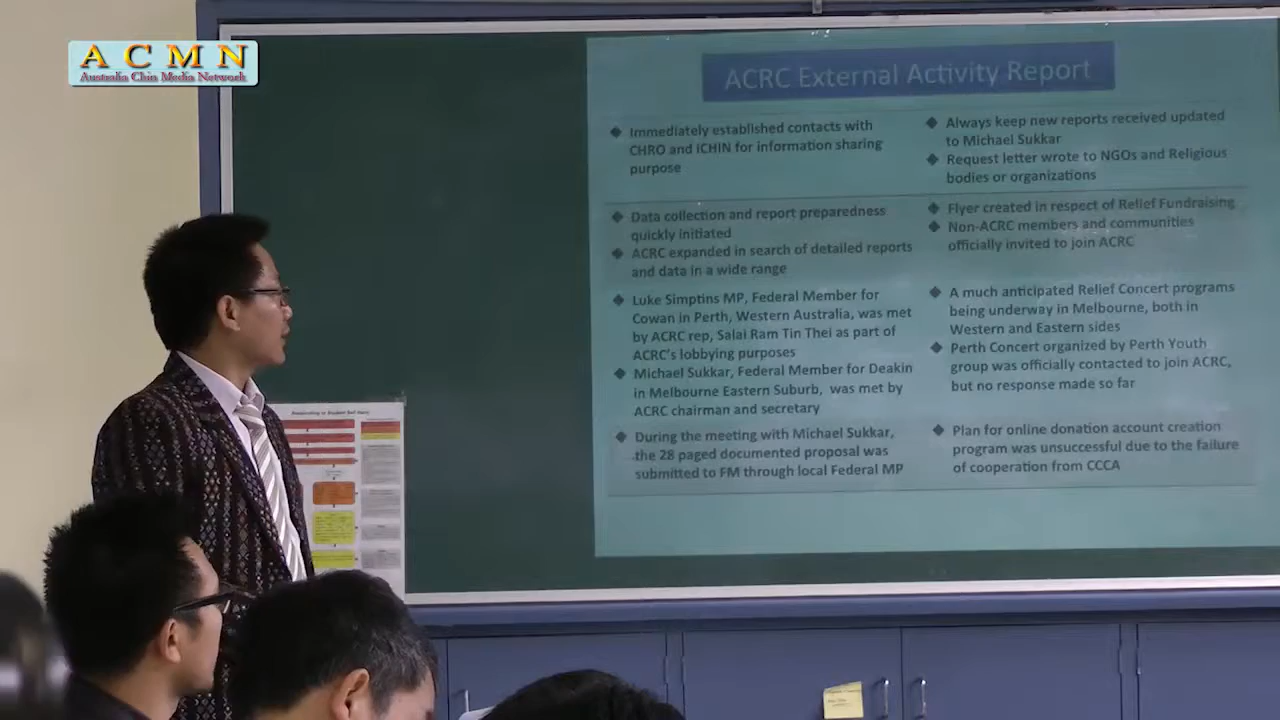 A C M N
Australia Chin Media Network
ACRC External Activity Report
Immediately established contacts with
CHRO and ICHIN for information sharing
purpose
Always keep new reports received updated
to Michael Sukkar
Request letter wrote to NGOs and Religious
bodies or organizations
Data collection and report preparedness
quickly initiated
ACRC expanded in search of detailed reports
and data in a wide range
Flyer created in respect of Relief Fundraising
Non-ACRC members and communities
officially invited to join ACRC
Luke Simptins MP, Federal Member for
Cowan in Perth, Western Australia, was met
by ACRC rep, Salai Ram Tin Thei as part of
ACRC's lobbying purposes
Michael Sukkar, Federal Member for Deakin
in Melbourne Eastern Suburb, was met by
ACRC chairman and secretary
A much anticipated Relief Concert programs
being underway in Melbourne, both in
Western and Eastern sides
Perth Concert organized by Perth Youth
group was officially contacted to join ACRC,
but no response made so far
During the meeting with Michael Sukkar,
the 28 paged documented proposal was
submitted to FM through local Federal MP
Plan for online donation account creation
program was unsuccessful due to the failure
of cooperation from CCCA
Responding to Student Self Harm